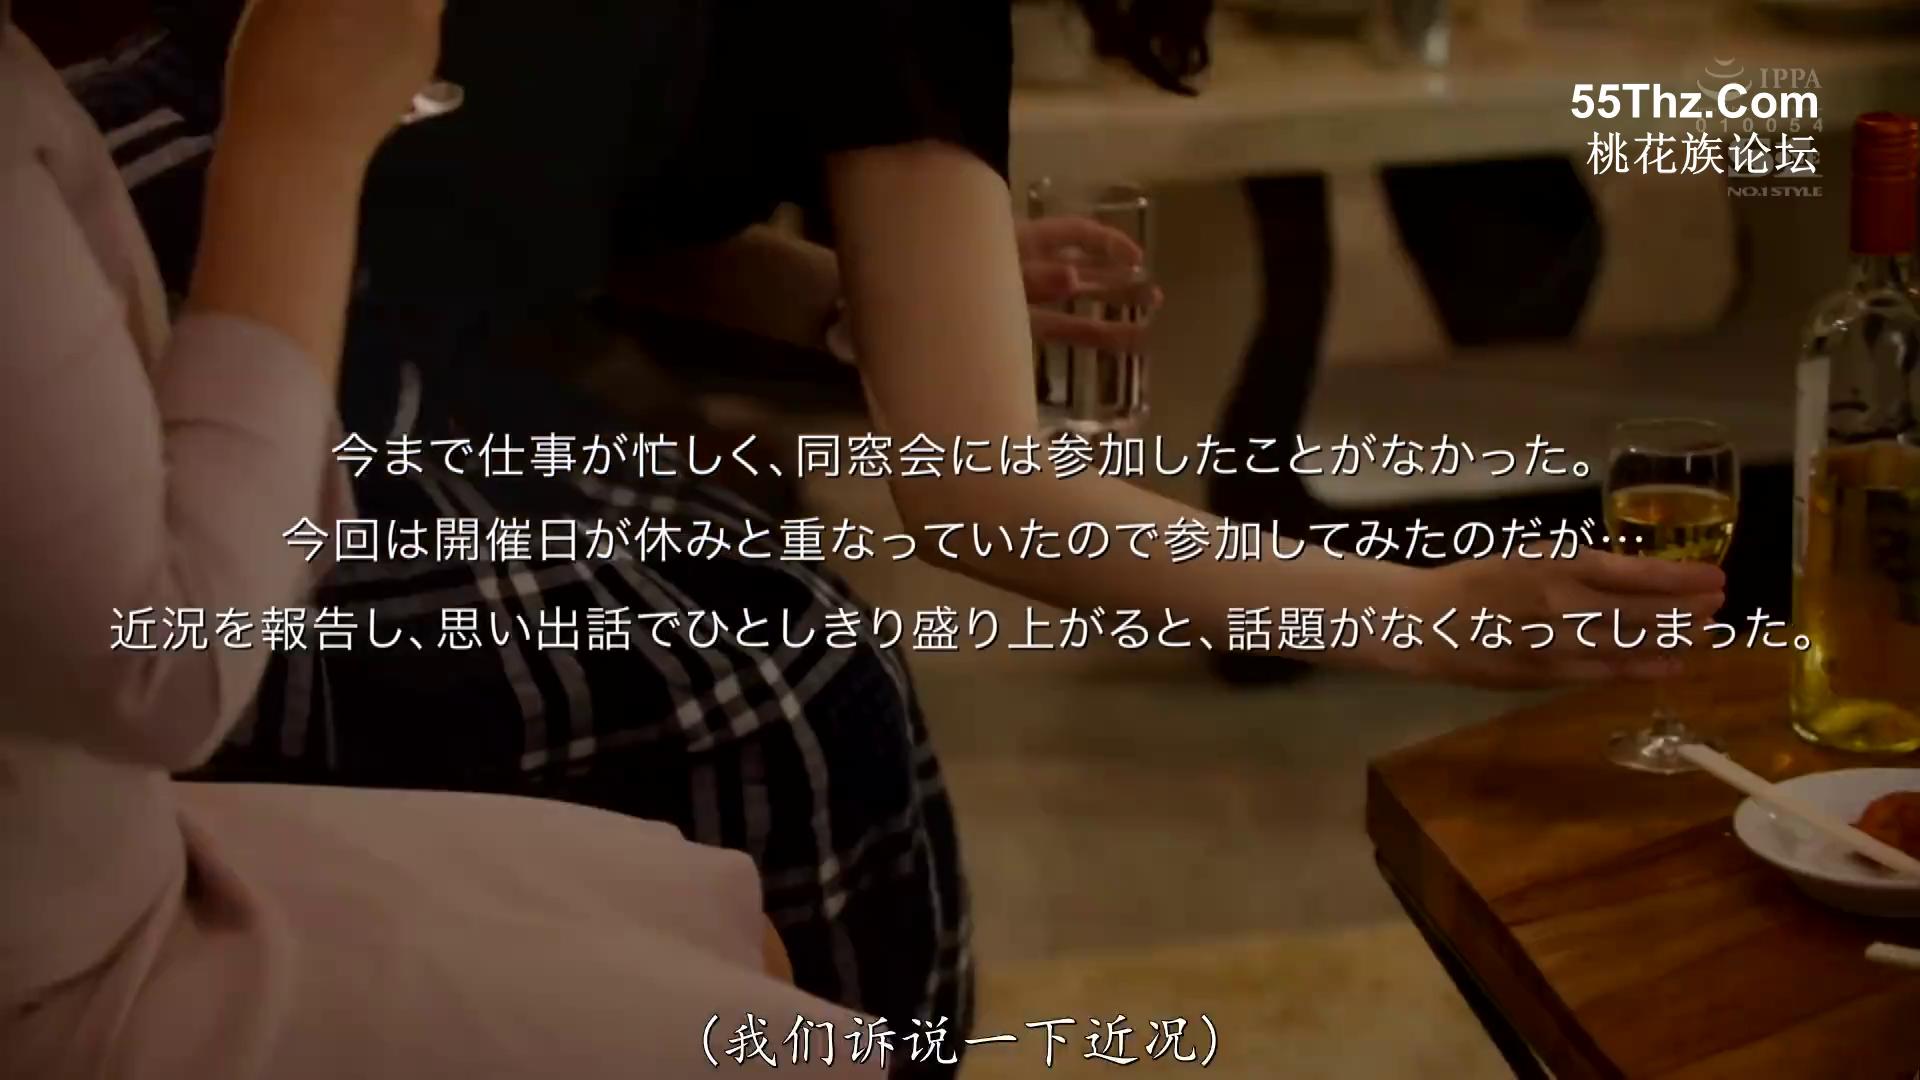 IPPA
55Thz.Com
010054
桃花族论坛
NO.1 STYLE
今まで仕事が忙しく、同窓会には参加したことがなかった。
今回は開催日が休みと重なっていたので参加してみたのだが…
近況を報告し、思い出話でひとしきり盛り上がると、話題がなくなってしまった。
(我们诉说一下近况)